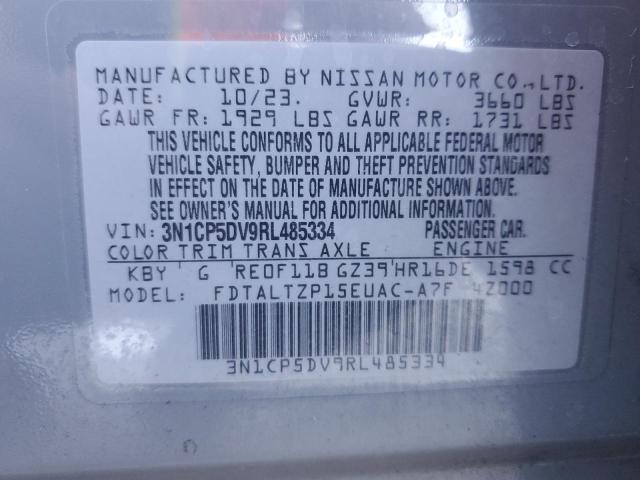 MANUFACTURED BY NISSAN MOTOR CO., LTD.
DATE: 10/23. GVWR: 3660 LBS
GAWR FR: 1929 LBS GAWR RR: 1731 LBS
THIS VEHICLE CONFORMS TO ALL APPLICABLE FEDERAL MOTOR
VEHICLE SAFETY, BUMPER AND THEFT PREVENTION STANDARDS
IN EFFECT ON THE DATE OF MANUFACTURE SHOWN ABOVE.
SEE OWNER'S MANUAL FOR ADDITIONAL INFORMATION.
VIN: 3N1CP5DV9RL485334 PASSENGER CAR.
COLOR TRIM TRANS AXLE ENGINE
KBY G RE0F11B GZ39 HR16DE 1598 CC
MODEL: FDTALTZP15EUAC-A7F 4Z000
3N1CP5DV9RL485334